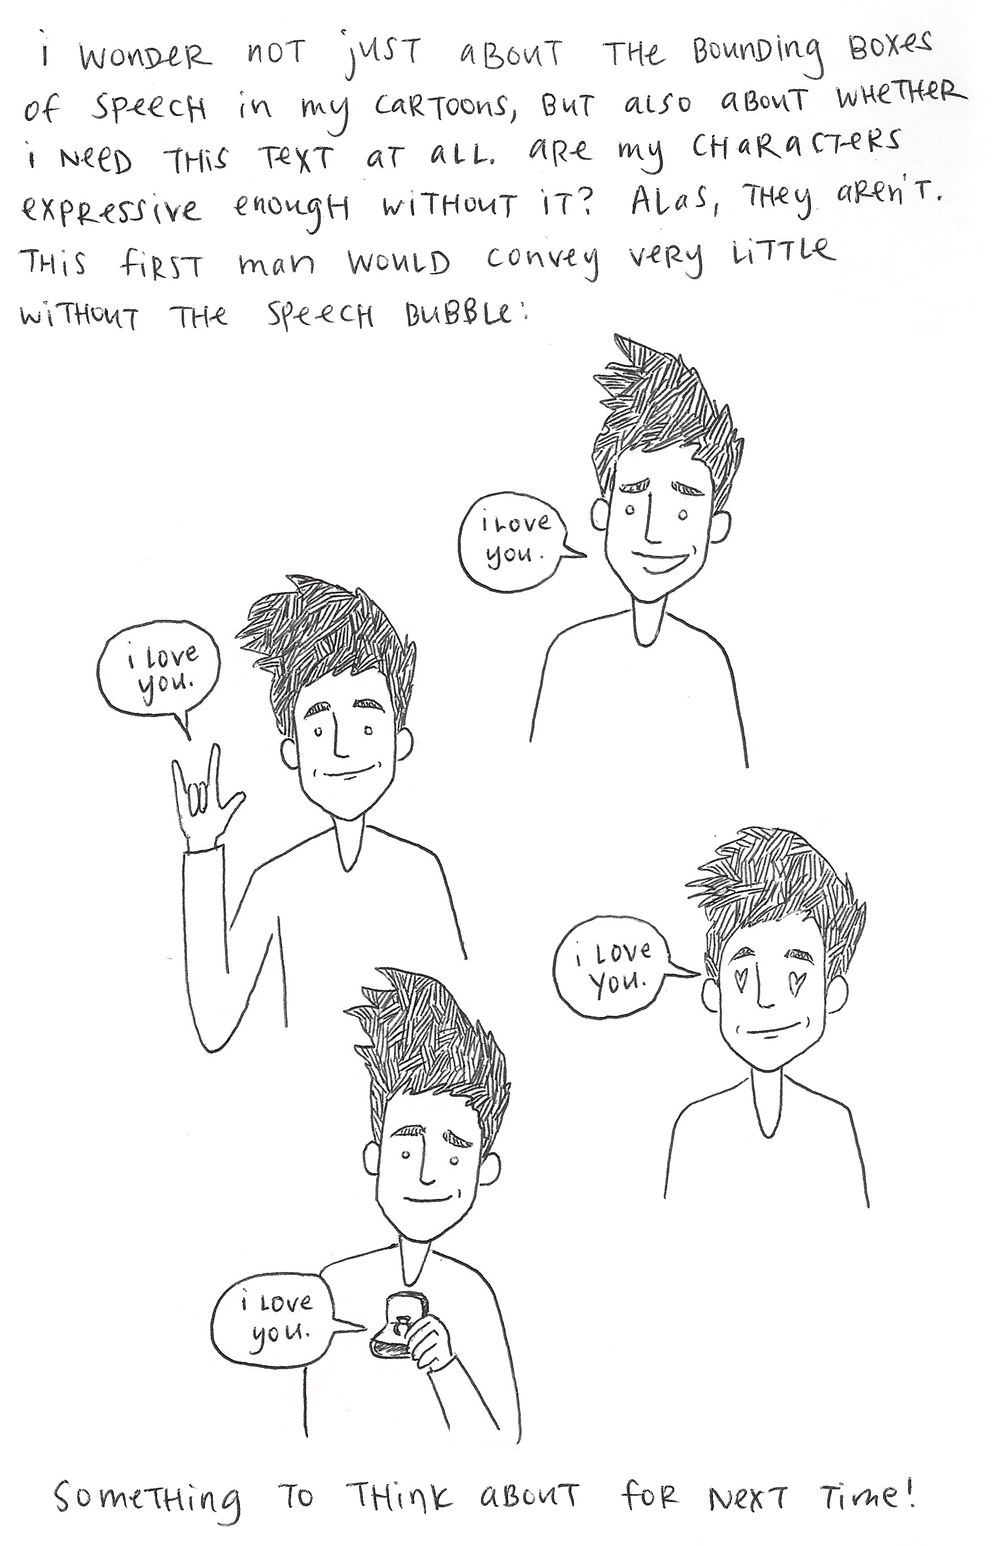 i WONDER NOT JUST ABOUT THE BOUNDING BOXES
OF SPEECH IN MY CARTOONS, BUT ALSO ABOUT WHETHER
i NEED THIS TEXT AT ALL. ARE MY CHARACTERS
EXPRESSIVE ENOUGH WITHOUT IT? ALAS, THEY AREN'T.
THIS FIRST MAN WOULD CONVEY VERY LITTLE
WITHOUT THE SPEECH BUBBLE:
i LOVE
YOU.
i LOVE
YOU.
i LOVE
YOU.
i LOVE
YOU.
SOMETHING TO THINK ABOUT FOR NEXT TIME!